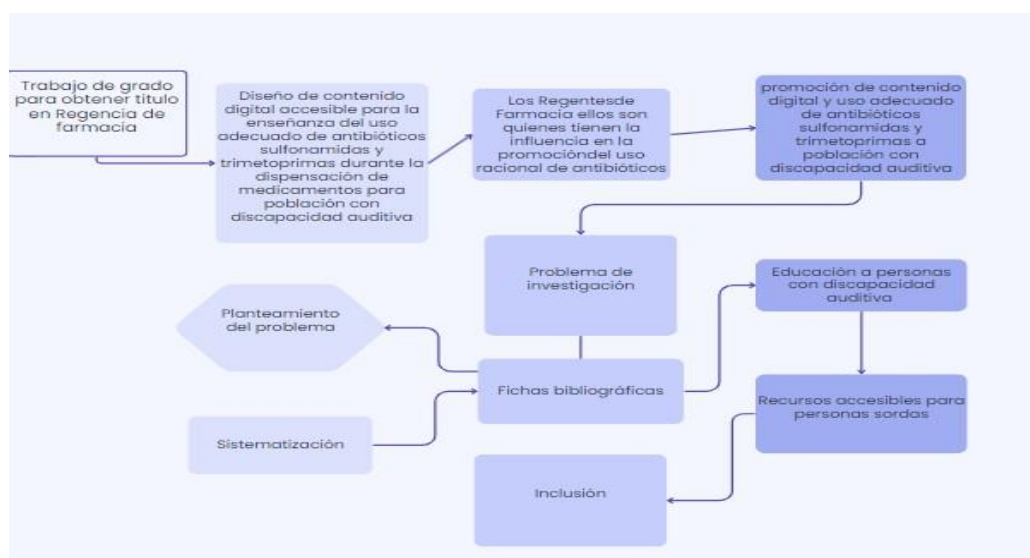 Trabajo de grado
para obtener titulo
en Regencia de
farmacia
Diseño de contenido
digital accesible para la
enseñanza del uso
adecuado de antibióticos
sulfonamidas y
trimetoprimas durante la
dispensación de
medicamentos para
población con
discapacidad auditiva
Los Regentesde
Farmacia ellos son
quienes tienen la
influencia en la
promocióndel uso
racional de antibióticos
promoción de contenido
digital y uso adecuado
de antibióticos
sulfonamidas y
trimetoprimas a
población con
discapacidad auditiva
Problema de
investigación
Educación a personas
con discapacidad
auditiva
Planteamiento
del problema
Fichas bibliográficas
Recursos accesibles para
personas sordas
Sistematización
Inclusión